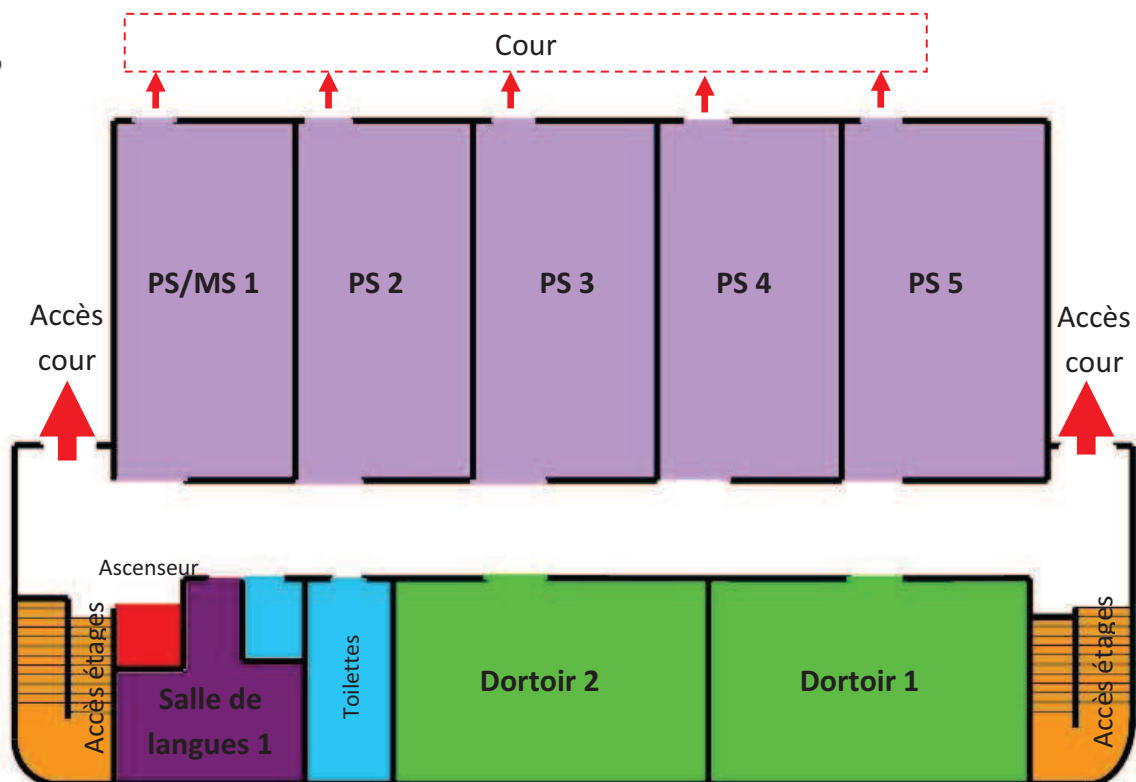 Cour
PS/MS 1
PS 2
PS 3
PS 4
PS 5
Accès
cour
Accès
cour
Ascenseur
Accès étages
Salle de
langues 1
Toilettes
Dortoir 2
Dortoir 1
Accès étages